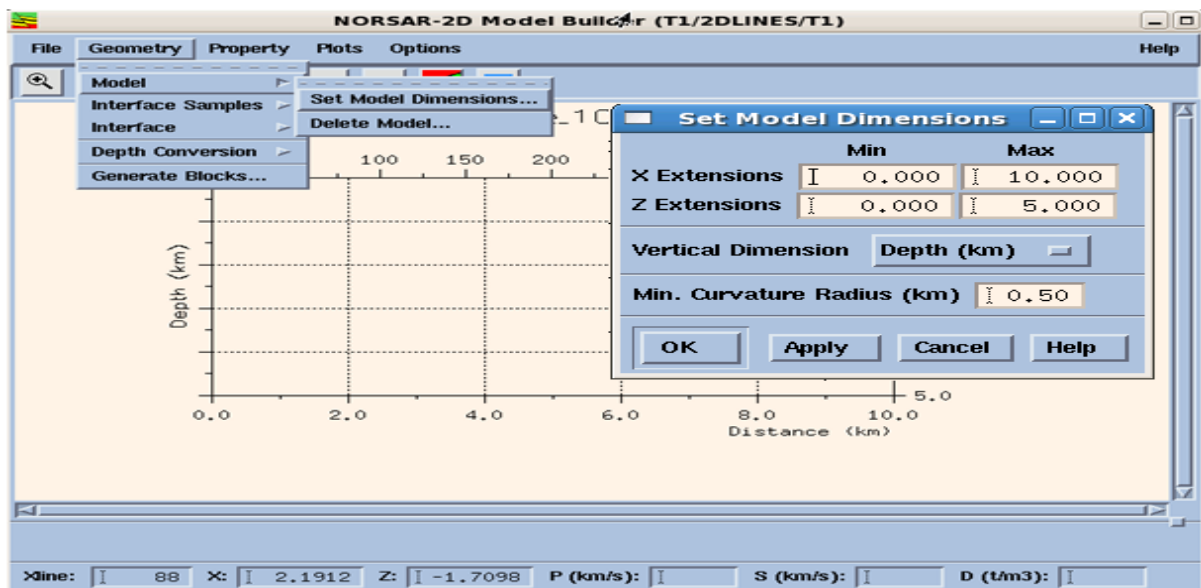 NORSAR-2D Model Builder (T1/2DLINES/T1)
File Geometry Property Plots Options Help
Model
Interface Samples
Interface
Depth Conversion
Generate Blocks...
Set Model Dimensions...
Delete Model...
Set Model Dimensions
Min Max
X Extensions 0.000 10.000
Z Extensions 0.000 5.000
Vertical Dimension Depth (km)
Min. Curvature Radius (km) 0.50
OK Apply Cancel Help
100 150 200
Depth (km)
5.0
0.0 2.0 4.0 6.0 8.0 10.0
Distance (km)
Xline: 88 X: 2.1912 Z: -1.7098 P (km/s): S (km/s): D (t/m3):